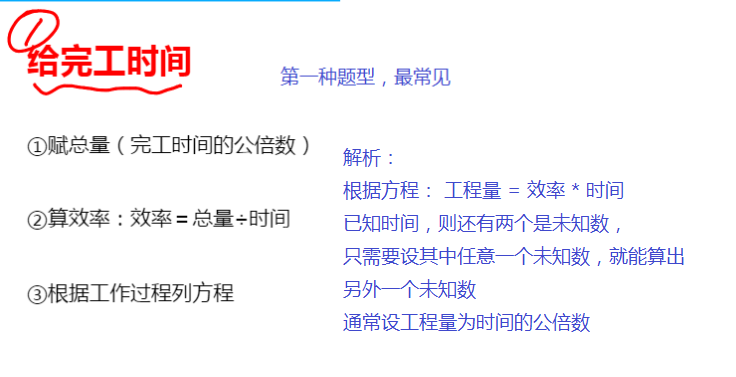 ①
给完工时间
第一种题型，最常见
①赋总量（完工时间的公倍数）
②算效率：效率＝总量÷时间
③根据工作过程列方程
解析：
根据方程： 工程量 = 效率 * 时间
已知时间，则还有两个是未知数，
只需要设其中任意一个未知数，就能算出
另外一个未知数
通常设工程量为时间的公倍数